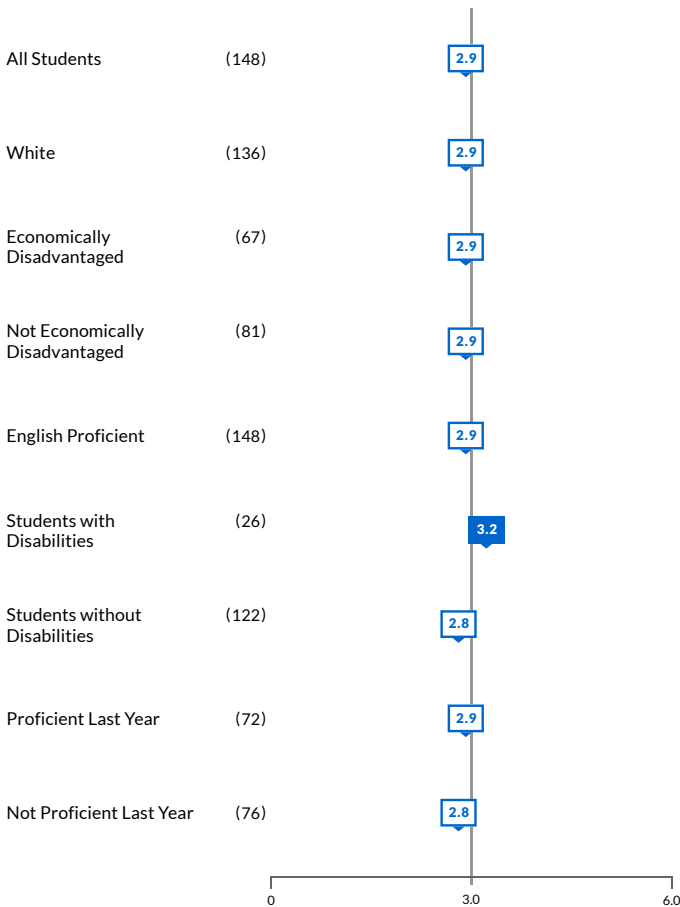 All Students (148) 2.9
White (136) 2.9
Economically
Disadvantaged (67) 2.9
Not Economically
Disadvantaged (81) 2.9
English Proficient (148) 2.9
Students with
Disabilities (26) 3.2
Students without
Disabilities (122) 2.8
Proficient Last Year (72) 2.9
Not Proficient Last Year (76) 2.8
0 3.0 6.0